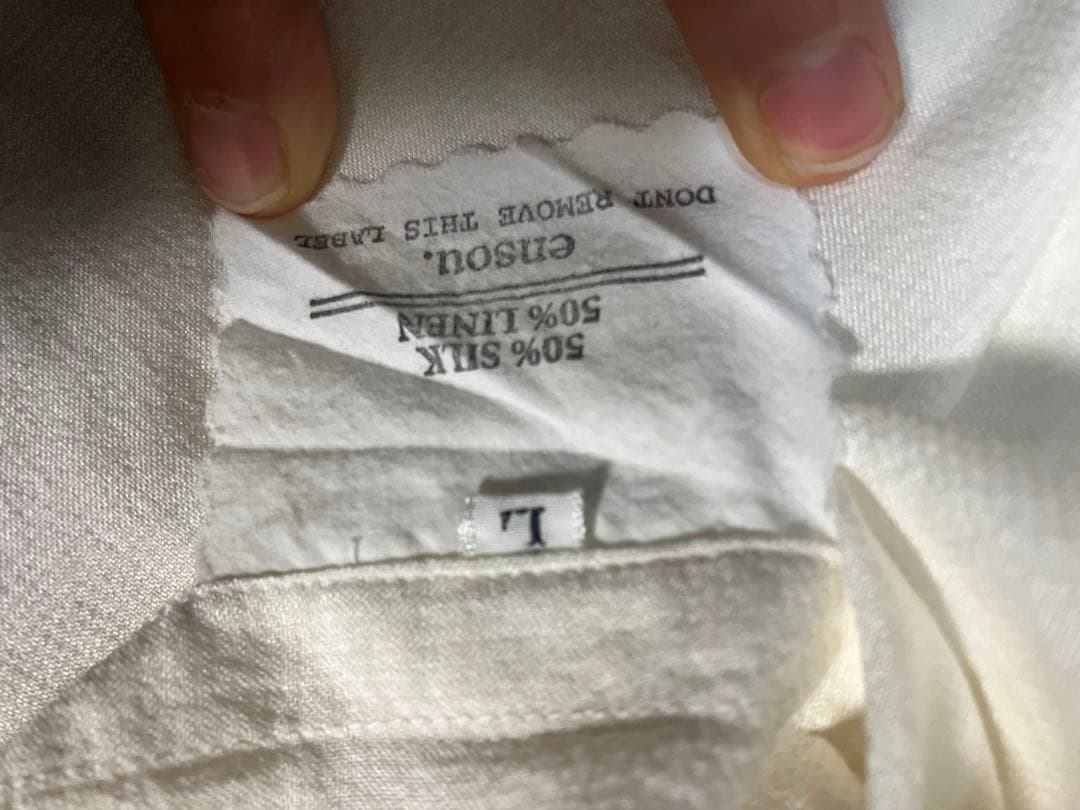 L
50% SILK
50% LINEN
ensou.
DONT REMOVE THIS LABEL